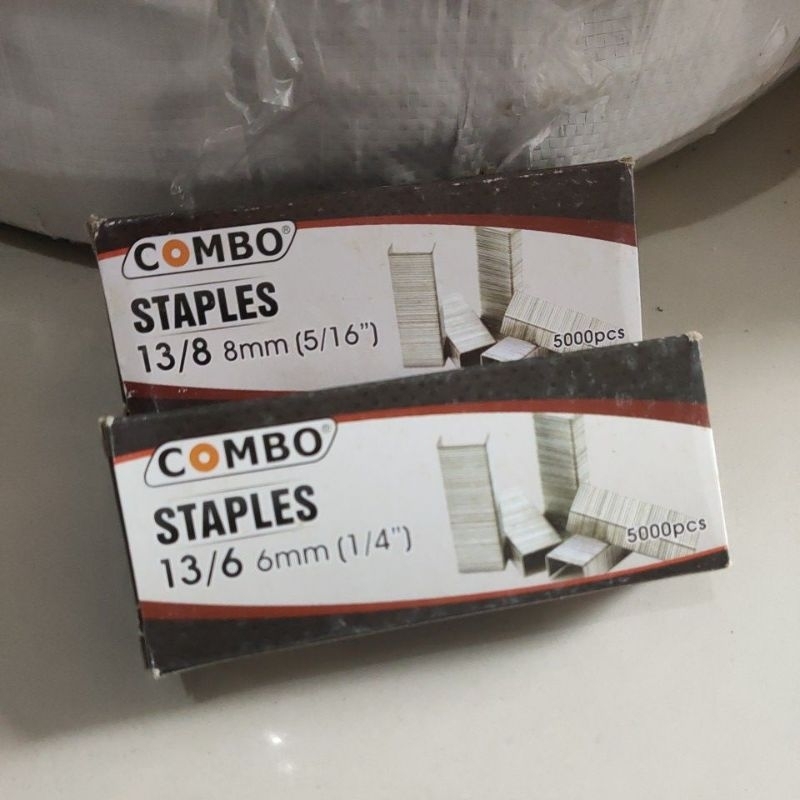 COMBO®
STAPLES
13/8 8mm (5/16")
5000pcs
COMBO®
STAPLES
13/6 6mm (1/4")
5000pcs